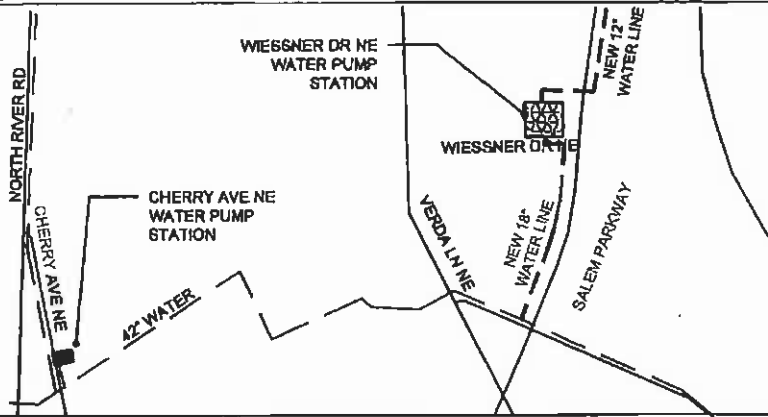 WIESSNER DR NE
WATER PUMP
STATION
NEW 12"
WATER LINE
NORTH RIVER RD
WIESSNER DR NE
CHERRY AVE NE
WATER PUMP
STATION
CHERRY AVE NE
VERDA LN NE
NEW 18"
WATER LINE
SALEM PARKWAY
42" WATER